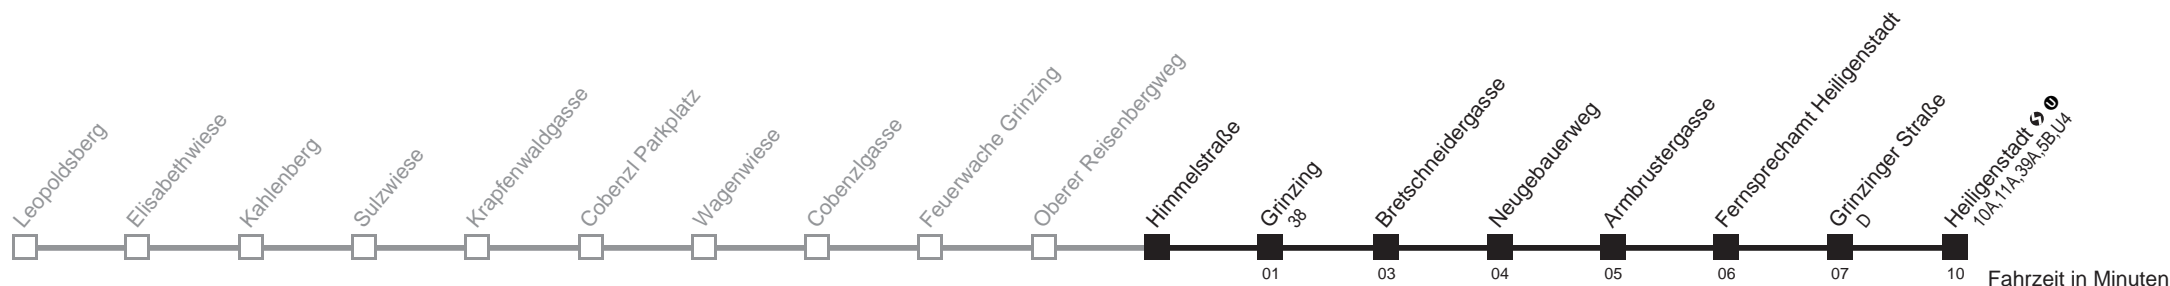 Leopoldsberg
Elisabethwiese
Kahlenberg
Sulzwiese
Krapfenwaldgasse
Cobenzl Parkplatz
Wagenwiese
Cobenzlgasse
Feuerwache Grinzing
Oberer Reisenbergweg
Himmelstraße
Grinzing
38
Bretschneidergasse
Neugebauerweg
Armbrustergasse
Fernsprechamt Heiligenstadt
Grinzinger Straße
D
Heiligenstadt S U
10A,11A,39A,5B,U4
01 03 04 05 06 07 10 Fahrzeit in Minuten